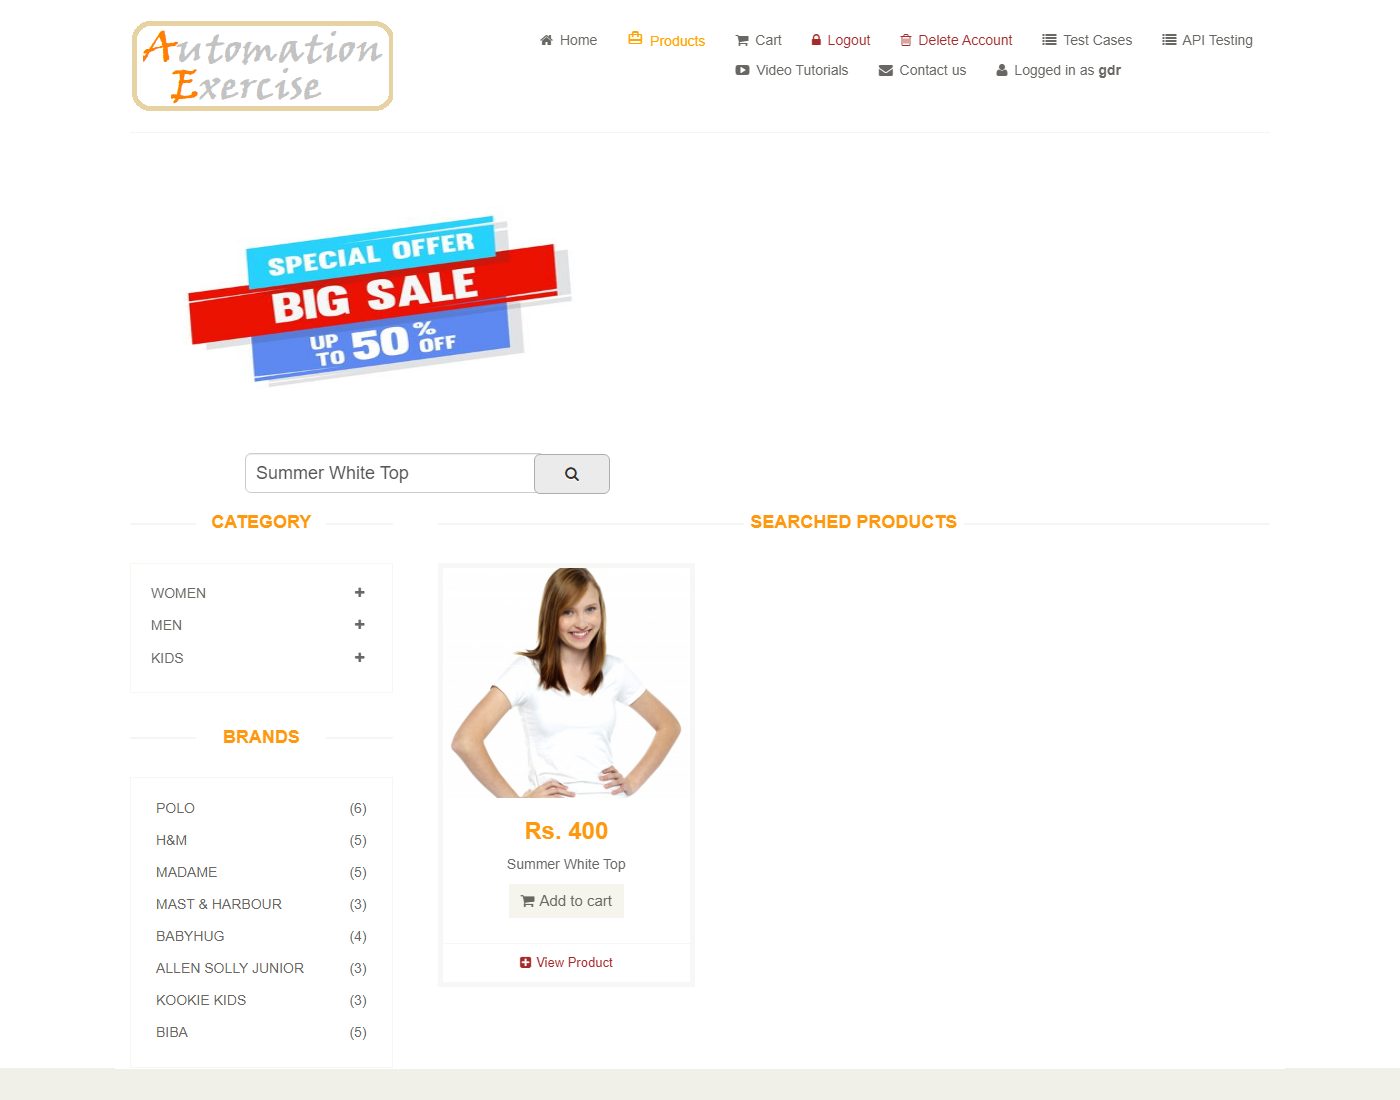 Automation
Exercise
Home
Products
Cart
Logout
Delete Account
Test Cases
API Testing
Video Tutorials
Contact us
Logged in as gdr
SPECIAL OFFER
BIG SALE
UP TO 50% OFF
Summer White Top
CATEGORY
WOMEN
MEN
KIDS
BRANDS
POLO (6)
H&M (5)
MADAME (5)
MAST & HARBOUR (3)
BABYHUG (4)
ALLEN SOLLY JUNIOR (3)
KOOKIE KIDS (3)
BIBA (5)
SEARCHED PRODUCTS
Rs. 400
Summer White Top
Add to cart
View Product